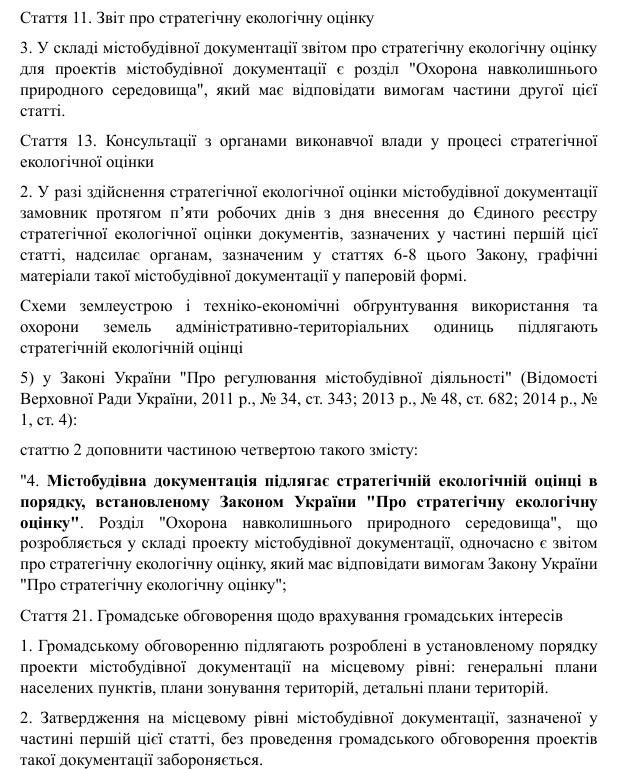 Стаття 11. Звіт про стратегічну екологічну оцінку
3. У складі містобудівної документації звітом про стратегічну екологічну оцінку
для проектів містобудівної документації є розділ "Охорона навколишнього
природного середовища", який має відповідати вимогам частини другої цієї
статті.
Стаття 13. Консультації з органами виконавчої влади у процесі стратегічної
екологічної оцінки
2. У разі здійснення стратегічної екологічної оцінки містобудівної документації
замовник протягом п’яти робочих днів з дня внесення до Єдиного реєстру
стратегічної екологічної оцінки документів, зазначених у частині першій цієї
статті, надсилає органам, зазначеним у статтях 6-8 цього Закону, графічні
матеріали такої містобудівної документації у паперовій формі.
Схеми землеустрою і техніко-економічні обґрунтування використання та
охорони земель адміністративно-територіальних одиниць підлягають
стратегічній екологічній оцінці
5) у Законі України "Про регулювання містобудівної діяльності" (Відомості
Верховної Ради України, 2011 р., № 34, ст. 343; 2013 р., № 48, ст. 682; 2014 р., №
1, ст. 4):
статтю 2 доповнити частиною четвертою такого змісту:
"4. Містобудівна документація підлягає стратегічній екологічній оцінці в
порядку, встановленому Законом України "Про стратегічну екологічну
оцінку". Розділ "Охорона навколишнього природного середовища", що
розробляється у складі проекту містобудівної документації, одночасно є звітом
про стратегічну екологічну оцінку, який має відповідати вимогам Закону України
"Про стратегічну екологічну оцінку";
Стаття 21. Громадське обговорення щодо врахування громадських інтересів
1. Громадському обговоренню підлягають розроблені в установленому порядку
проекти містобудівної документації на місцевому рівні: генеральні плани
населених пунктів, плани зонування територій, детальні плани територій.
2. Затвердження на місцевому рівні містобудівної документації, зазначеної у
частині першій цієї статті, без проведення громадського обговорення проектів
такої документації забороняється.